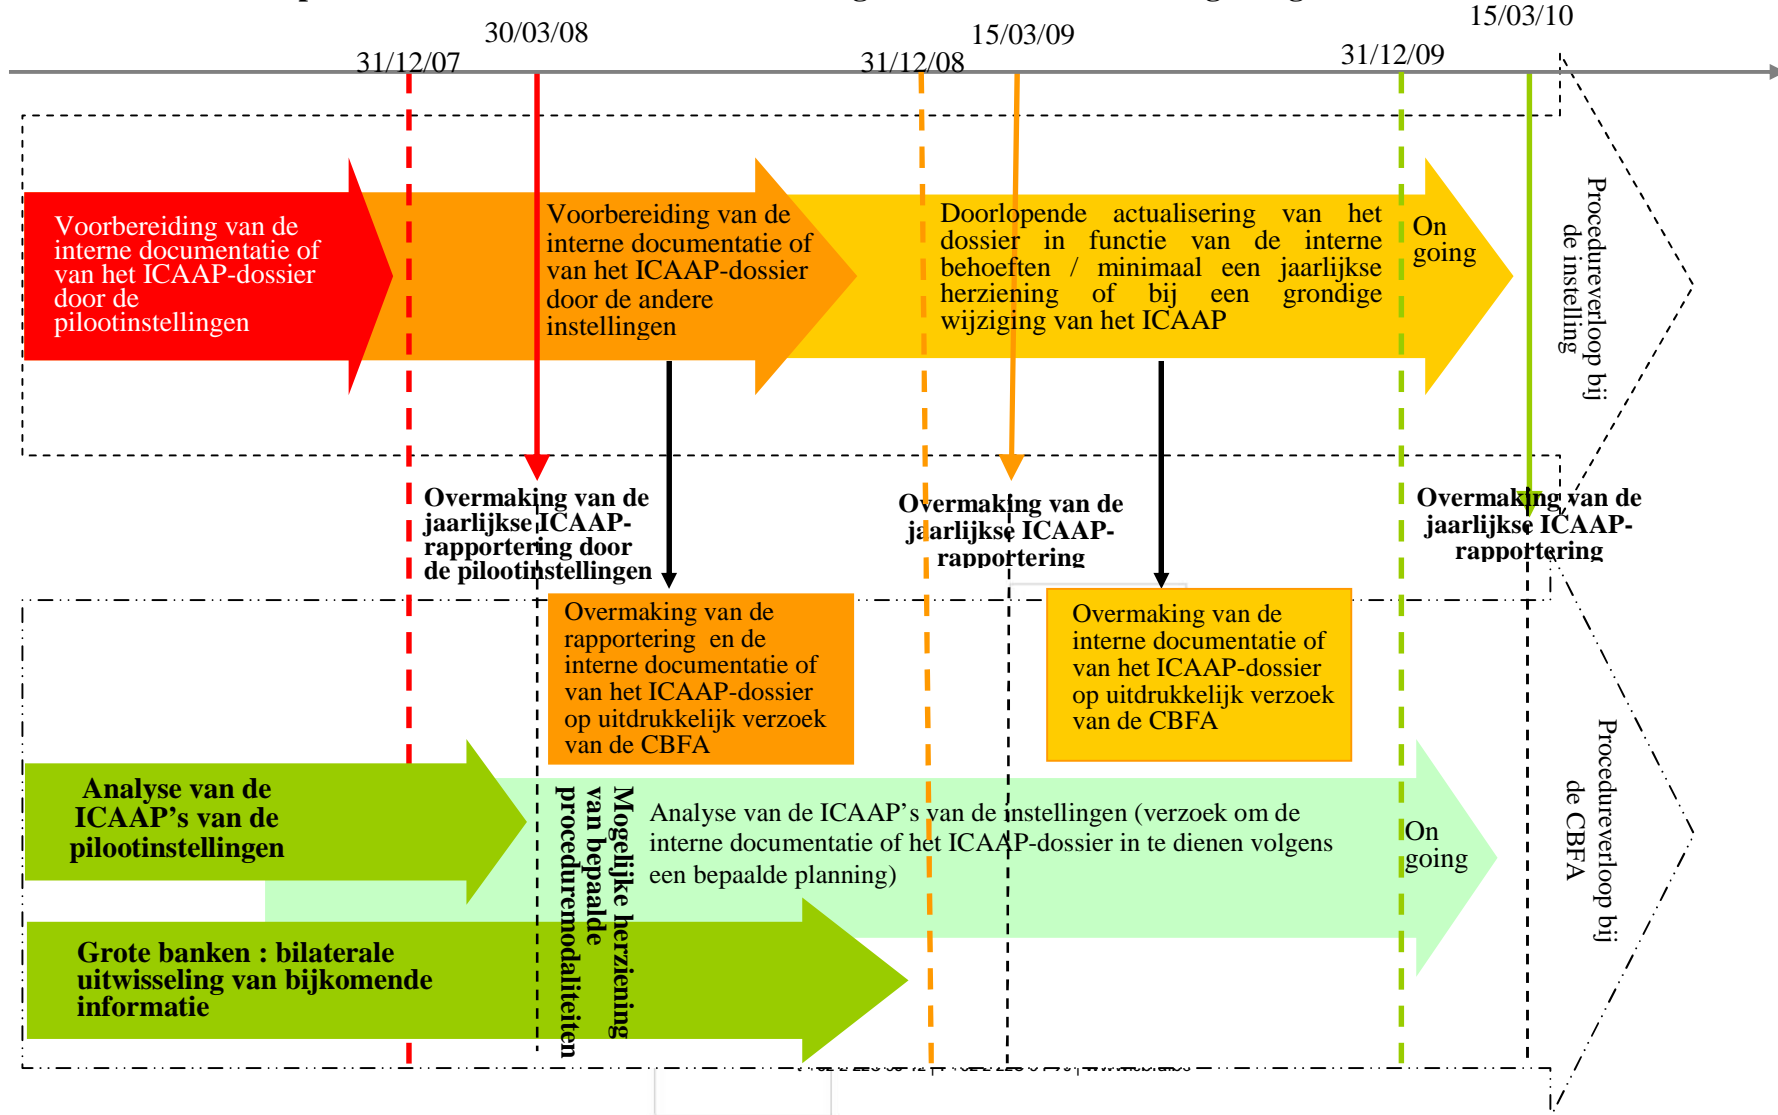 30/03/08
15/03/09
15/03/10
31/12/07
31/12/08
31/12/09
Voorbereiding van de
interne documentatie of
van het ICAAP-dossier
door de
pilootinstellingen
Voorbereiding van de
interne documentatie of
van het ICAAP-dossier
door de andere
instellingen
Doorlopende actualisering van het
dossier in functie van de interne
behoeften / minimaal een jaarlijkse
herziening of bij een grondige
wijziging van het ICAAP
On
going
Procedureverloop bij
de instelling
Overmaking van de
jaarlijkse ICAAP-
rapportering door
de pilootinstellingen
Overmaking van de
jaarlijkse ICAAP-
rapportering
Overmaking van de
jaarlijkse ICAAP-
rapportering
Overmaking van de
rapportering en de
interne documentatie of
van het ICAAP-dossier
op uitdrukkelijk verzoek
van de CBFA
Overmaking van de
interne documentatie of
van het ICAAP-dossier
op uitdrukkelijk verzoek
van de CBFA
Analyse van de
ICAAP's van de
pilootinstellingen
Mogelijke herziening
van bepaalde
proceduremodaliteiten
Analyse van de ICAAP's van de instellingen (verzoek om de
interne documentatie of het ICAAP-dossier in te dienen volgens
een bepaalde planning)
On
going
Procedureverloop bij
de CBFA
Grote banken : bilaterale
uitwisseling van bijkomende
informatie